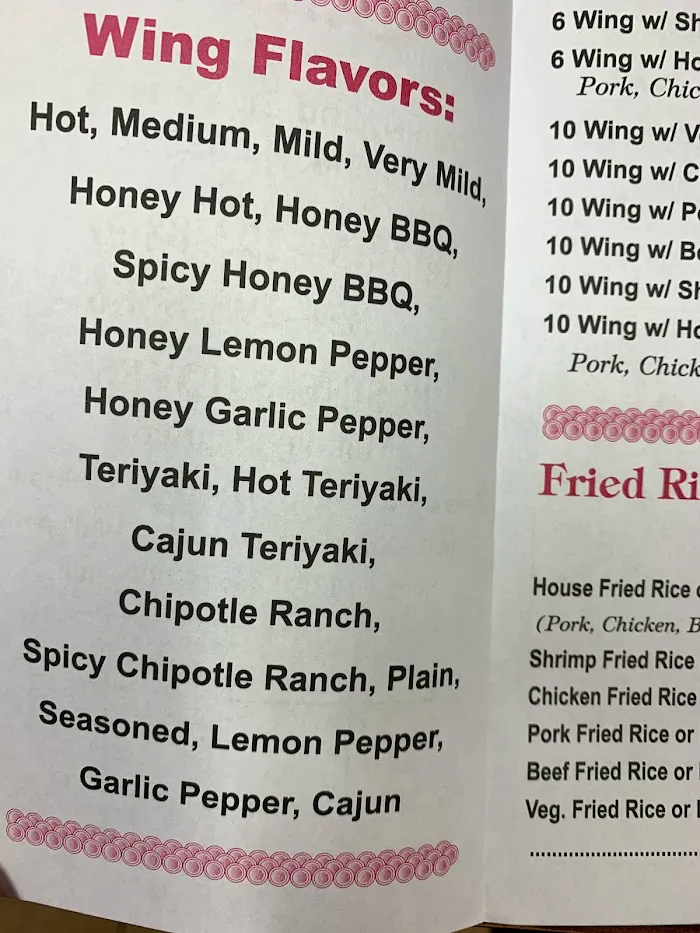 Wing Flavors:
Hot, Medium, Mild, Very Mild,
Honey Hot, Honey BBQ,
Spicy Honey BBQ,
Honey Lemon Pepper,
Honey Garlic Pepper,
Teriyaki, Hot Teriyaki,
Cajun Teriyaki,
Chipotle Ranch,
Spicy Chipotle Ranch, Plain,
Seasoned, Lemon Pepper,
Garlic Pepper, Cajun
6 Wing w/
6 Wing w/
Pork,
10 Wing w/
10 Wing w/
10 Wing w/
10 Wing w/
10 Wing w/
10 Wing w/
Pork,
Fried
House Fried Rice
(Pork, Chicken,
Shrimp Fried Rice
Chicken Fried Rice
Pork Fried Rice or
Beef Fried Rice or
Veg. Fried Rice or